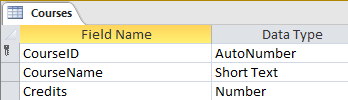 Courses
Field Name Data Type
CourseID AutoNumber
CourseName Short Text
Credits Number